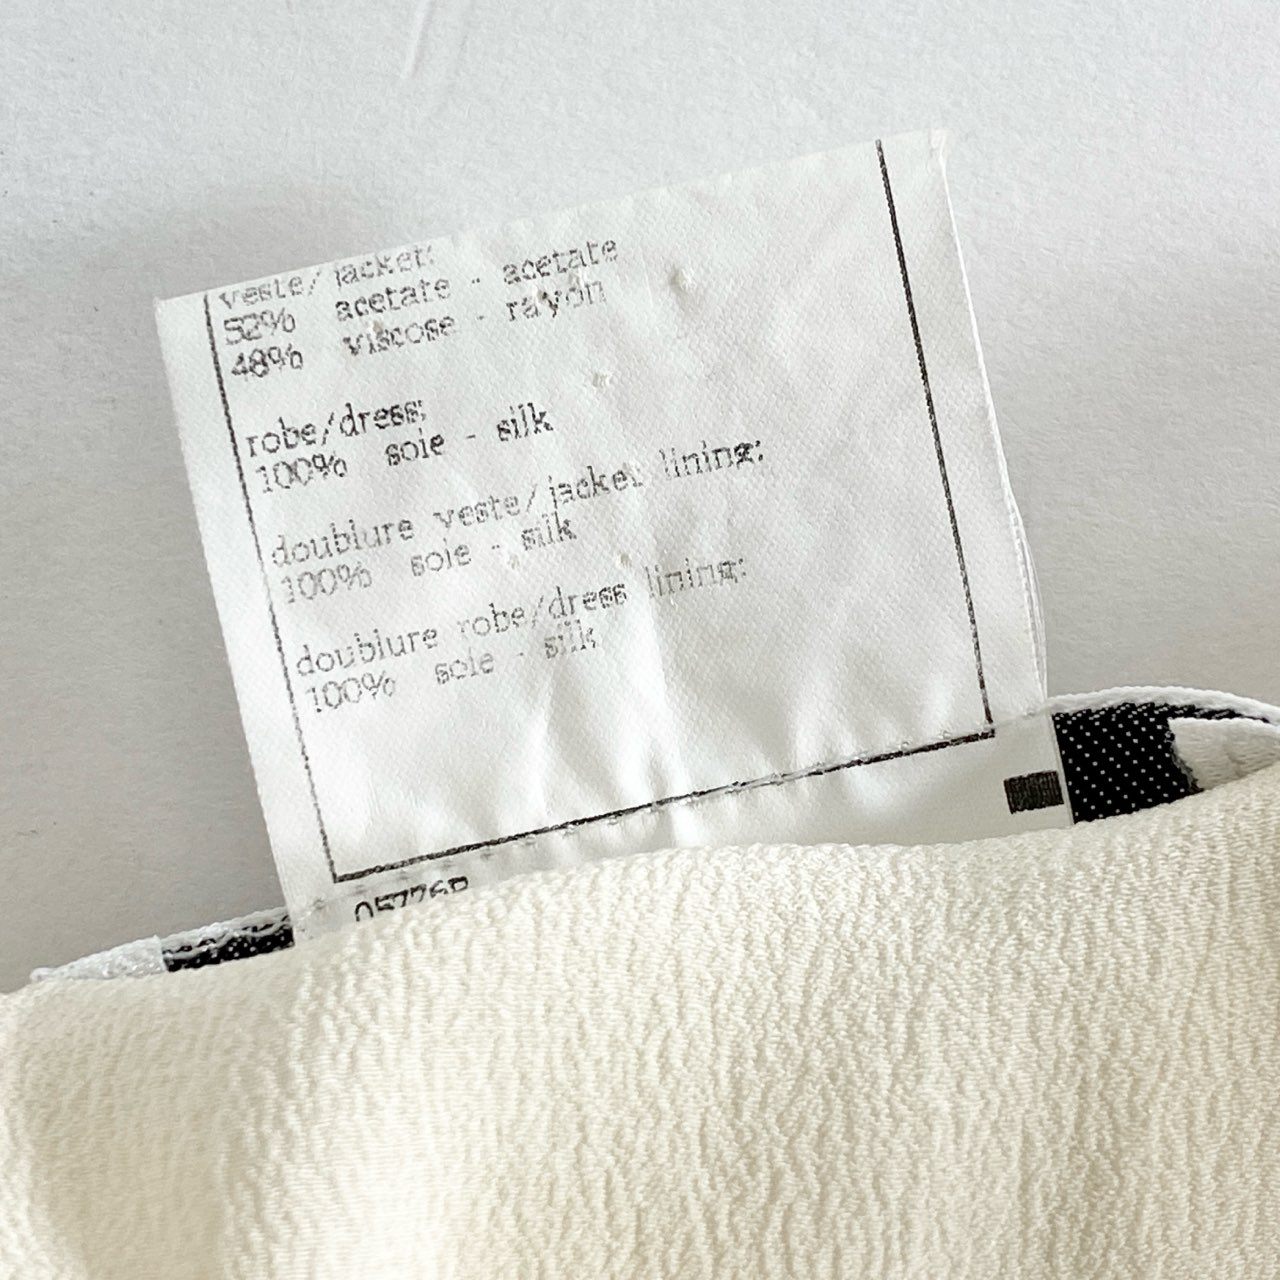 veste/jacket:
52% acetate - acetate
48% viscose - rayon
robe/dress:
100% soie - silk
doublure veste/jacket lining:
100% soie - silk
doublure robe/dress lining:
100% soie - silk